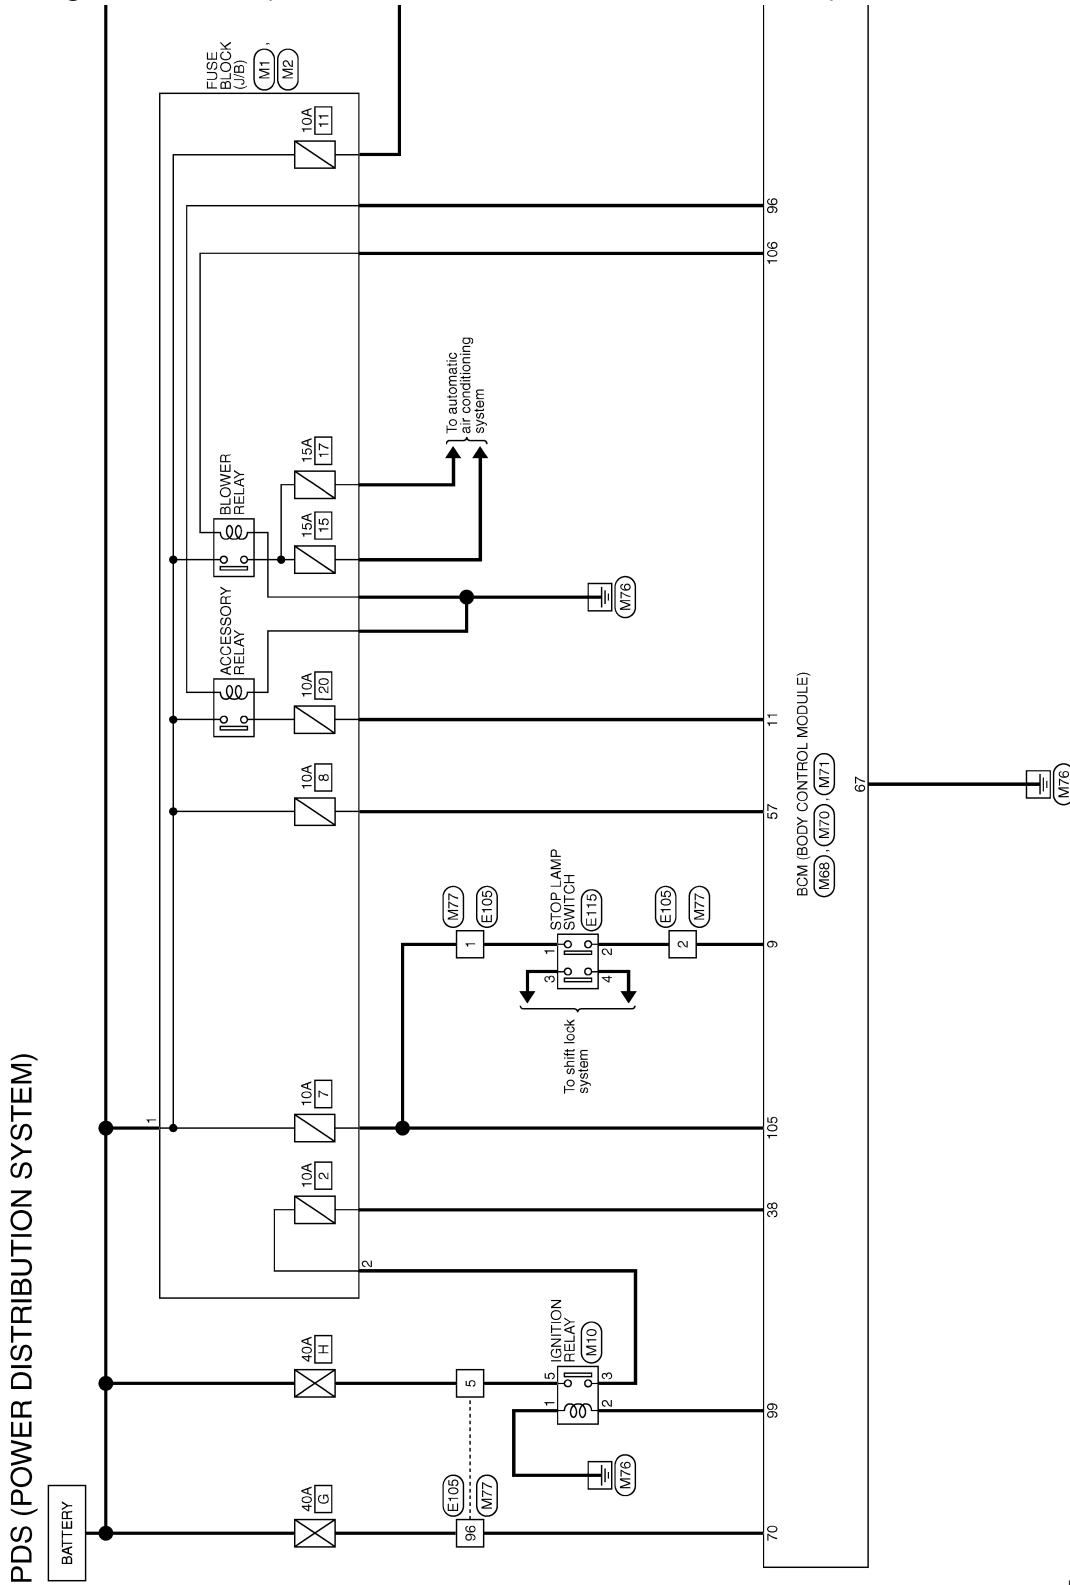 PDS (POWER DISTRIBUTION SYSTEM)
BATTERY
40A
G
40A
H
10A
2
10A
7
10A
8
10A
20
15A
15
15A
17
10A
11
FUSE
BLOCK
(J/B)
M1 ,
M2
1
2
ACCESSORY
RELAY
BLOWER
RELAY
E105
M77
96
5
IGNITION
RELAY
M10
5
1
3
2
M76
M77
E105
1
STOP LAMP
SWITCH
E115
1
3
2
4
To shift lock
system
E105
M77
2
M76
To automatic
air conditioning
system
70
99
38
105
9
57
11
106
96
BCM (BODY CONTROL MODULE)
M68 , M70 , M71
67
M76